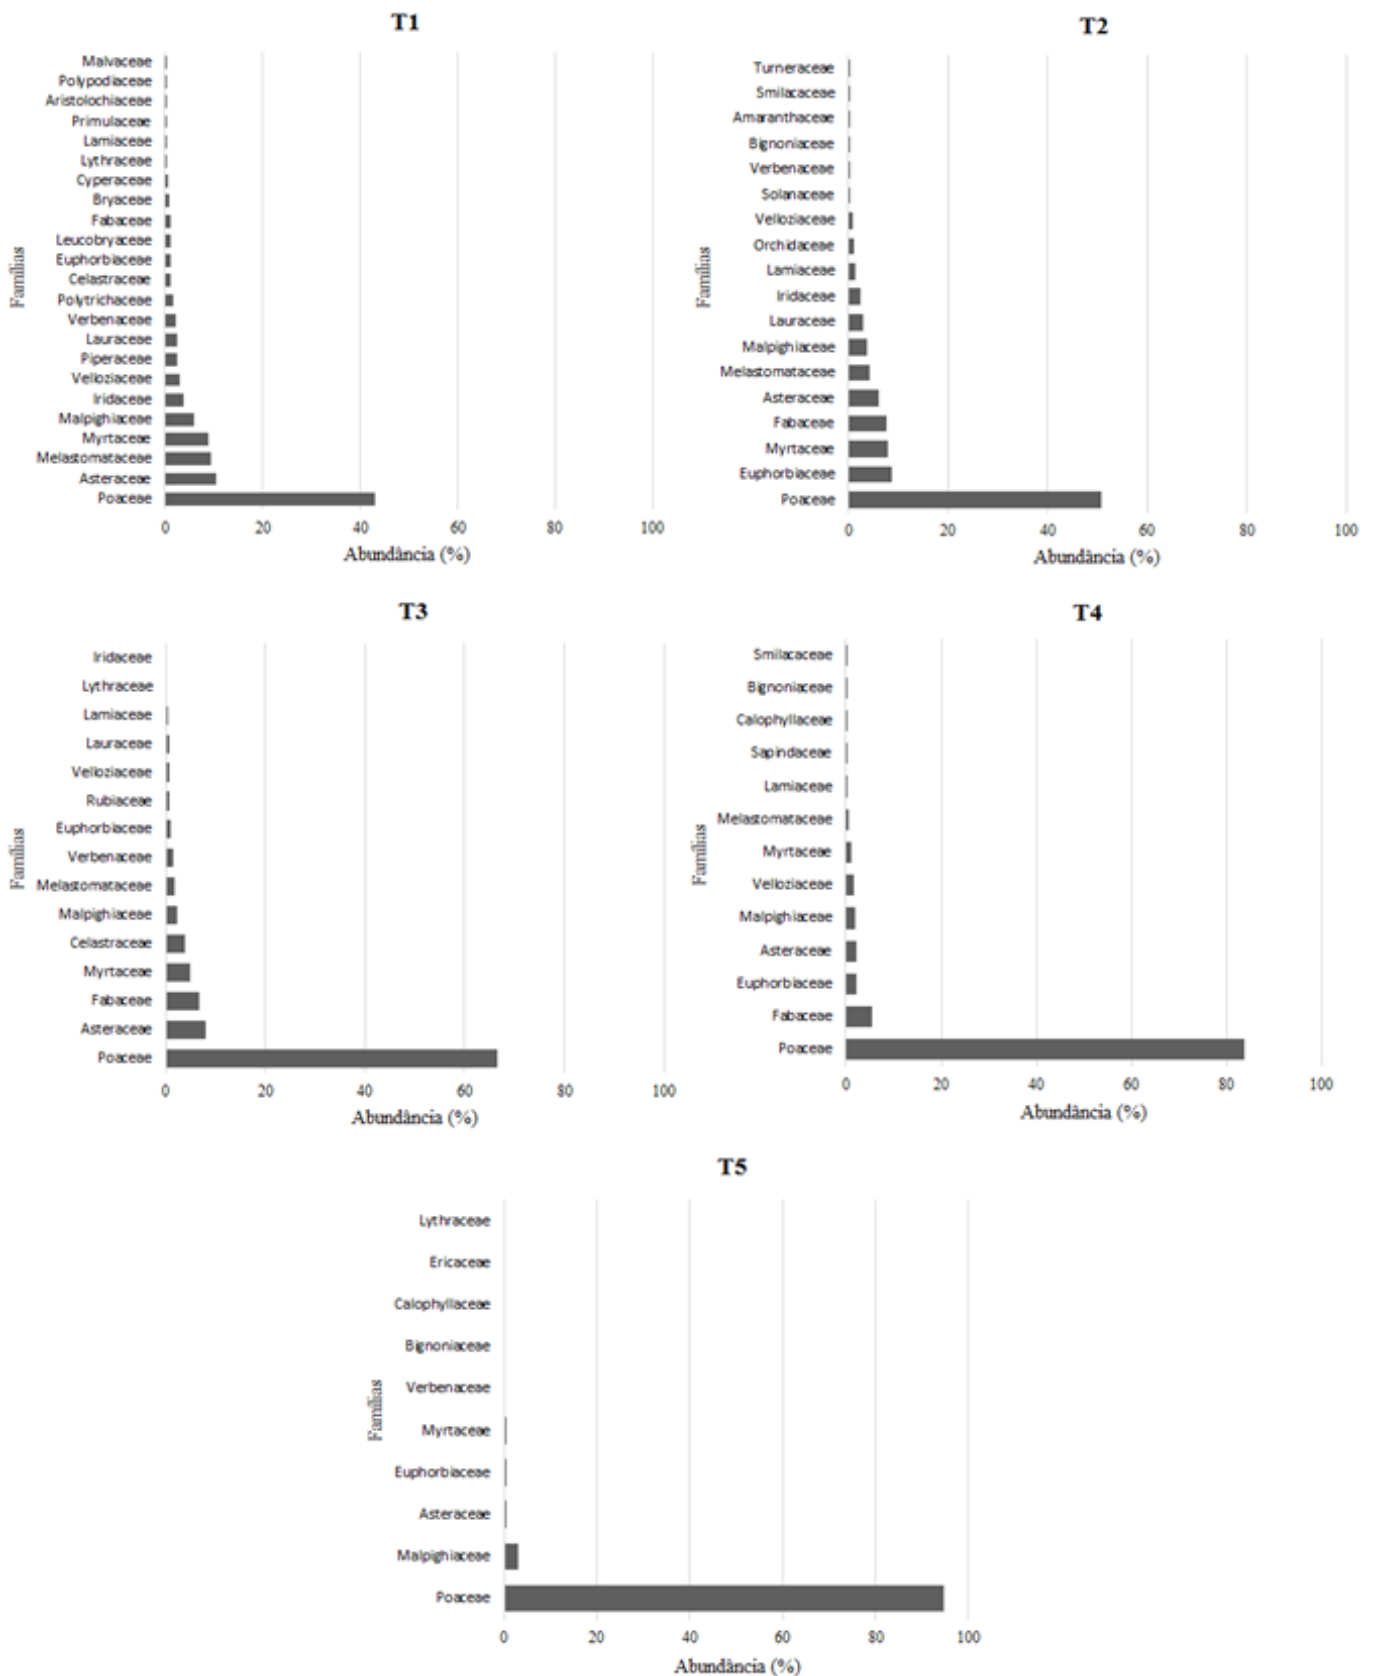 T1
Malvaceae
Polypodiaceae
Aristolochiaceae
Primulaceae
Lamiaceae
Lythraceae
Cyperaceae
Bryaceae
Fabaceae
Leucobryaceae
Euphorbiaceae
Celastraceae
Polytrichaceae
Verbenaceae
Lauraceae
Piperaceae
Velloziaceae
Iridaceae
Malpighiaceae
Myrtaceae
Melastomataceae
Asteraceae
Poaceae
Famílias
0 20 40 60 80 100
Abundância (%)
T2
Turneraceae
Smilacaceae
Amaranthaceae
Bignoniaceae
Verbenaceae
Solanaceae
Velloziaceae
Orchidaceae
Lamiaceae
Iridaceae
Lauraceae
Malpighiaceae
Melastomataceae
Asteraceae
Fabaceae
Myrtaceae
Euphorbiaceae
Poaceae
Famílias
0 20 40 60 80 100
Abundância (%)
T3
Iridaceae
Lythraceae
Lamiaceae
Lauraceae
Velloziaceae
Rubiaceae
Euphorbiaceae
Verbenaceae
Melastomataceae
Malpighiaceae
Celastraceae
Myrtaceae
Fabaceae
Asteraceae
Poaceae
Famílias
0 20 40 60 80 100
Abundância (%)
T4
Smilacaceae
Bignoniaceae
Calophyllaceae
Sapindaceae
Lamiaceae
Melastomataceae
Myrtaceae
Velloziaceae
Malpighiaceae
Asteraceae
Euphorbiaceae
Fabaceae
Poaceae
Famílias
0 20 40 60 80 100
Abundância (%)
T5
Lythraceae
Ericaceae
Calophyllaceae
Bignoniaceae
Verbenaceae
Myrtaceae
Euphorbiaceae
Asteraceae
Malpighiaceae
Poaceae
Famílias
0 20 40 60 80 100
Abundância (%)